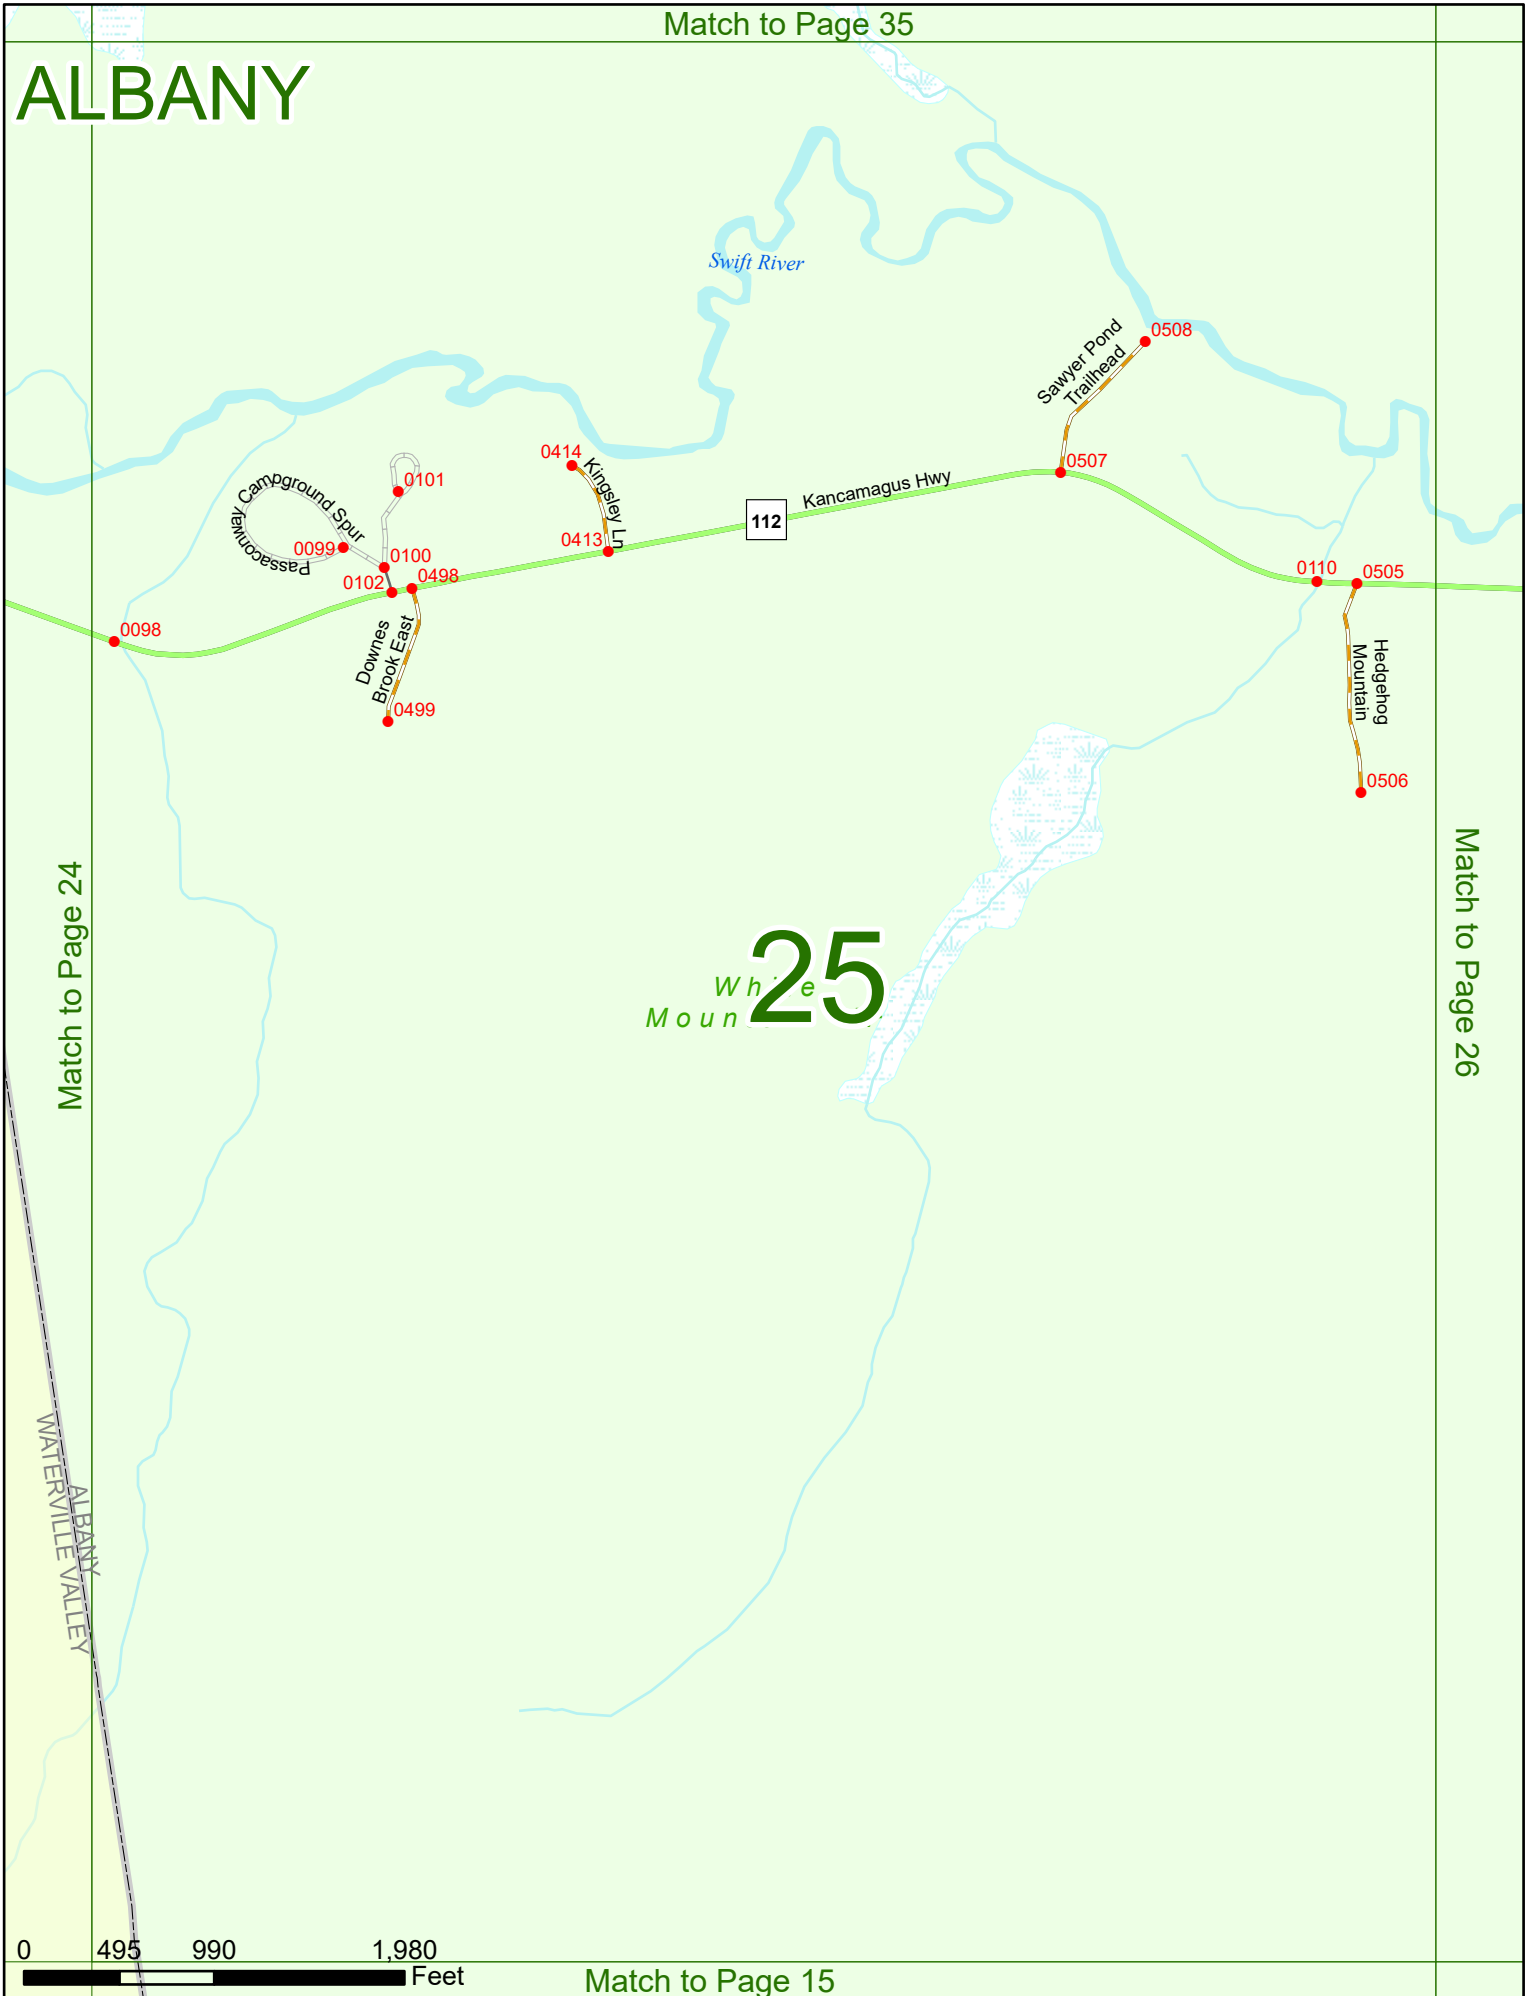 Match to Page 35
ALBANY
Swift River
0508
Sawyer Pond
Trailhead
0414
0507
Kingsley Ln
0101
Kancamagus Hwy
112
Passaconway Campground Spur
0099
0413
0100
0102
0498
0110
0505
0098
Downes
Brook East
Hedgehog
Mountain
0499
0506
Match to Page 24
Match to Page 26
25
ALBANY
WATERVILLE VALLEY
0 495 990 1,980
Feet
Match to Page 15